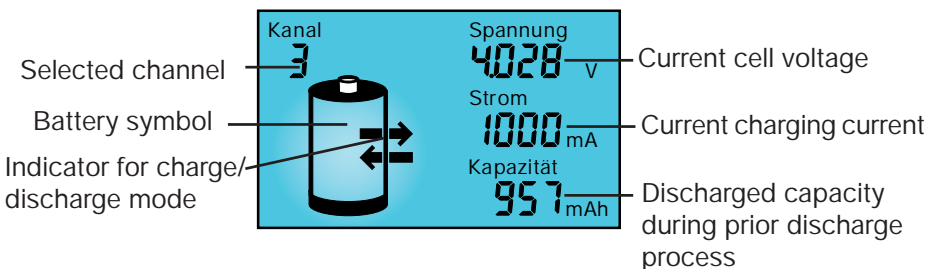 Kanal
3
Spannung
4.028 V
Strom
1000 mA
Kapazität
957 mAh
Selected channel
Battery symbol
Indicator for charge/
discharge mode
Current cell voltage
Current charging current
Discharged capacity
during prior discharge
process